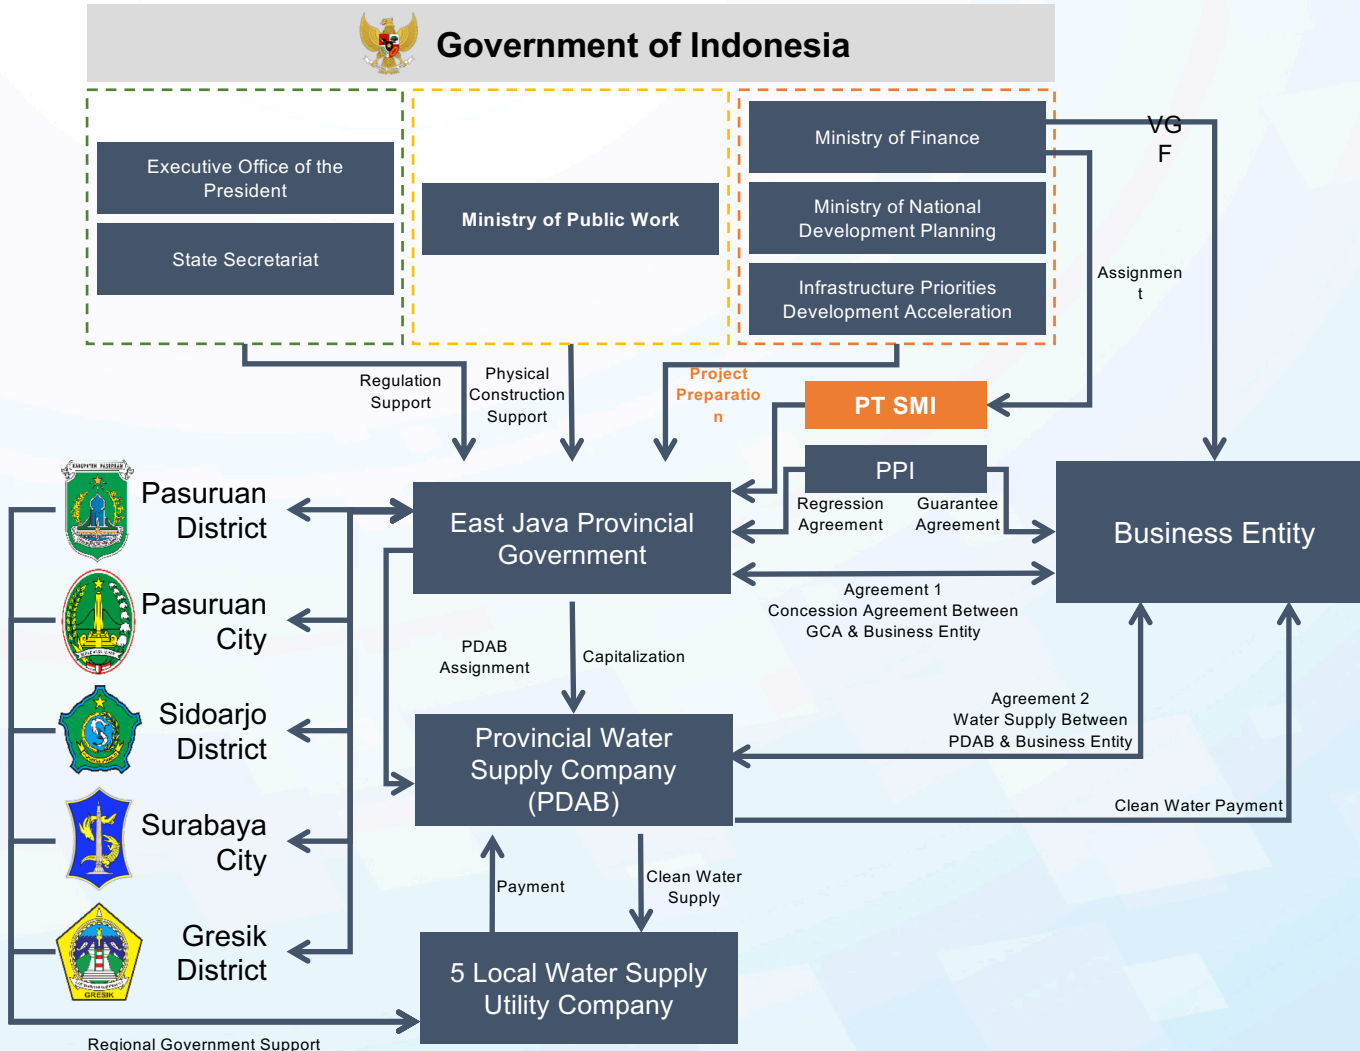 Government of Indonesia
Executive Office of the
President
State Secretariat
Ministry of Public Work
Ministry of Finance
Ministry of National
Development Planning
Infrastructure Priorities
Development Acceleration
VG
F
Assignmen
t
Regulation
Support
Physical
Construction
Support
Project
Preparatio
n
PT SMI
PPI
Regression
Agreement
Guarantee
Agreement
KABUPATEN PASURUAN
Pasuruan
District
East Java Provincial
Government
Business Entity
Agreement 1
Concession Agreement Between
GCA & Business Entity
Pasuruan
City
PDAB
Assignment
Capitalization
Sidoarjo
District
Provincial Water
Supply Company
(PDAB)
Agreement 2
Water Supply Between
PDAB & Business Entity
Clean Water Payment
Surabaya
City
Payment
Clean Water
Supply
Gresik
District
GRESIK
5 Local Water Supply
Utility Company
Regional Government Support